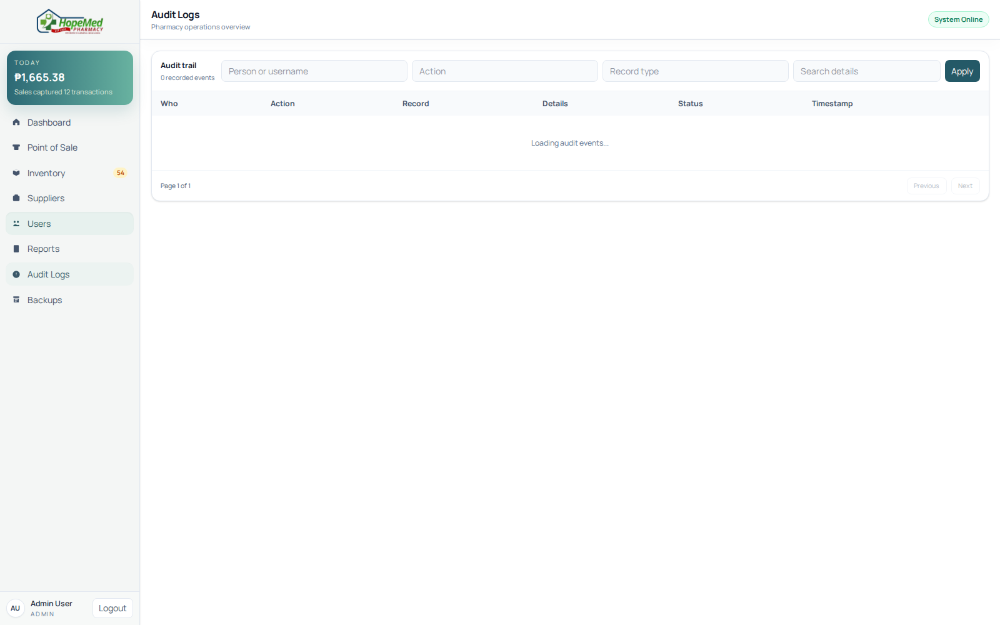 HopeMed
PHARMACY
TODAY
₱1,665.38
Sales captured 12 transactions
Dashboard
Point of Sale
Inventory 54
Suppliers
Users
Reports
Audit Logs
Backups
AU
Admin User
ADMIN
Logout
Audit Logs
Pharmacy operations overview
System Online
Audit trail
0 recorded events
Person or username
Action
Record type
Search details
Apply
Who Action Record Details Status Timestamp
Loading audit events...
Page 1 of 1
Previous
Next